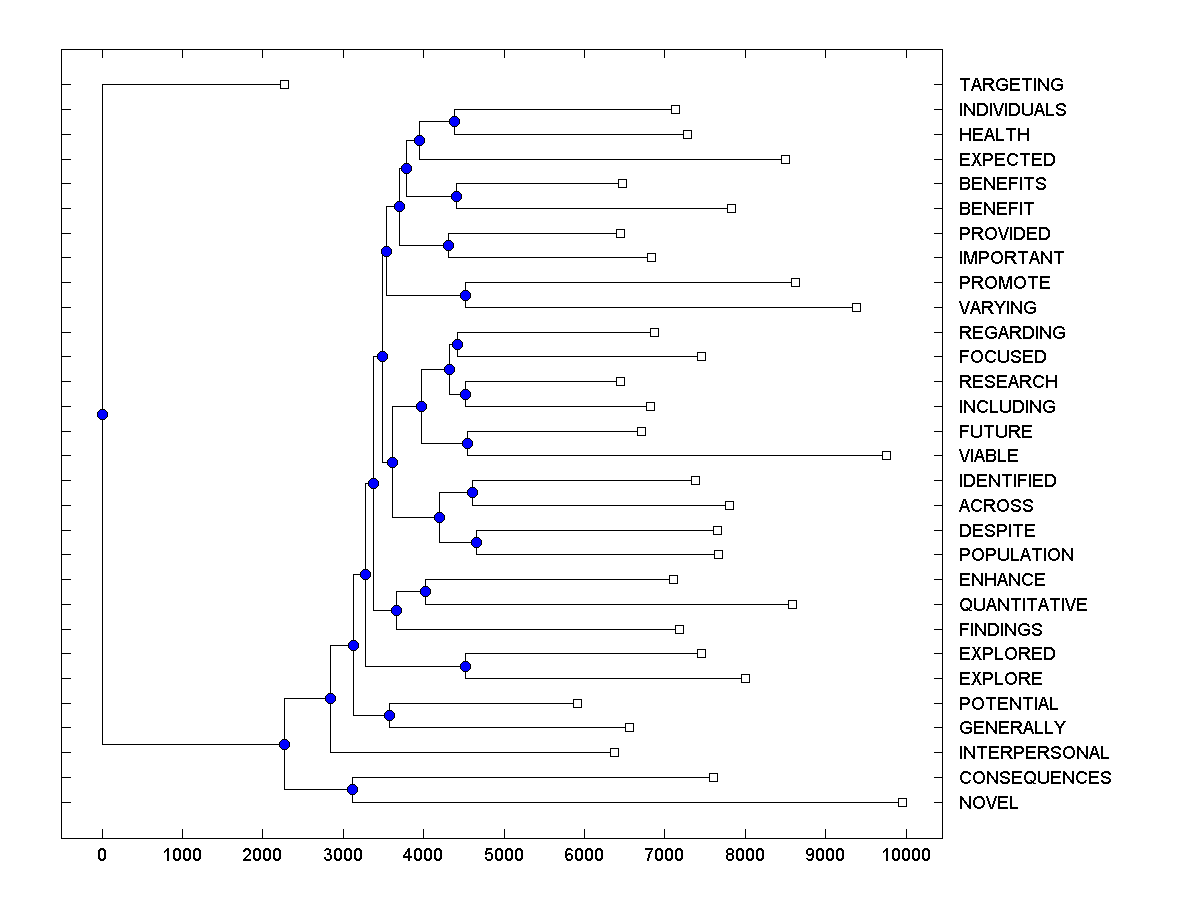 TARGETING
INDIVIDUALS
HEALTH
EXPECTED
BENEFITS
BENEFIT
PROVIDED
IMPORTANT
PROMOTE
VARYING
REGARDING
FOCUSED
RESEARCH
INCLUDING
FUTURE
VIABLE
IDENTIFIED
ACROSS
DESPITE
POPULATION
ENHANCE
QUANTITATIVE
FINDINGS
EXPLORED
EXPLORE
POTENTIAL
GENERALLY
INTERPERSONAL
CONSEQUENCES
NOVEL
0 1000 2000 3000 4000 5000 6000 7000 8000 9000 10000